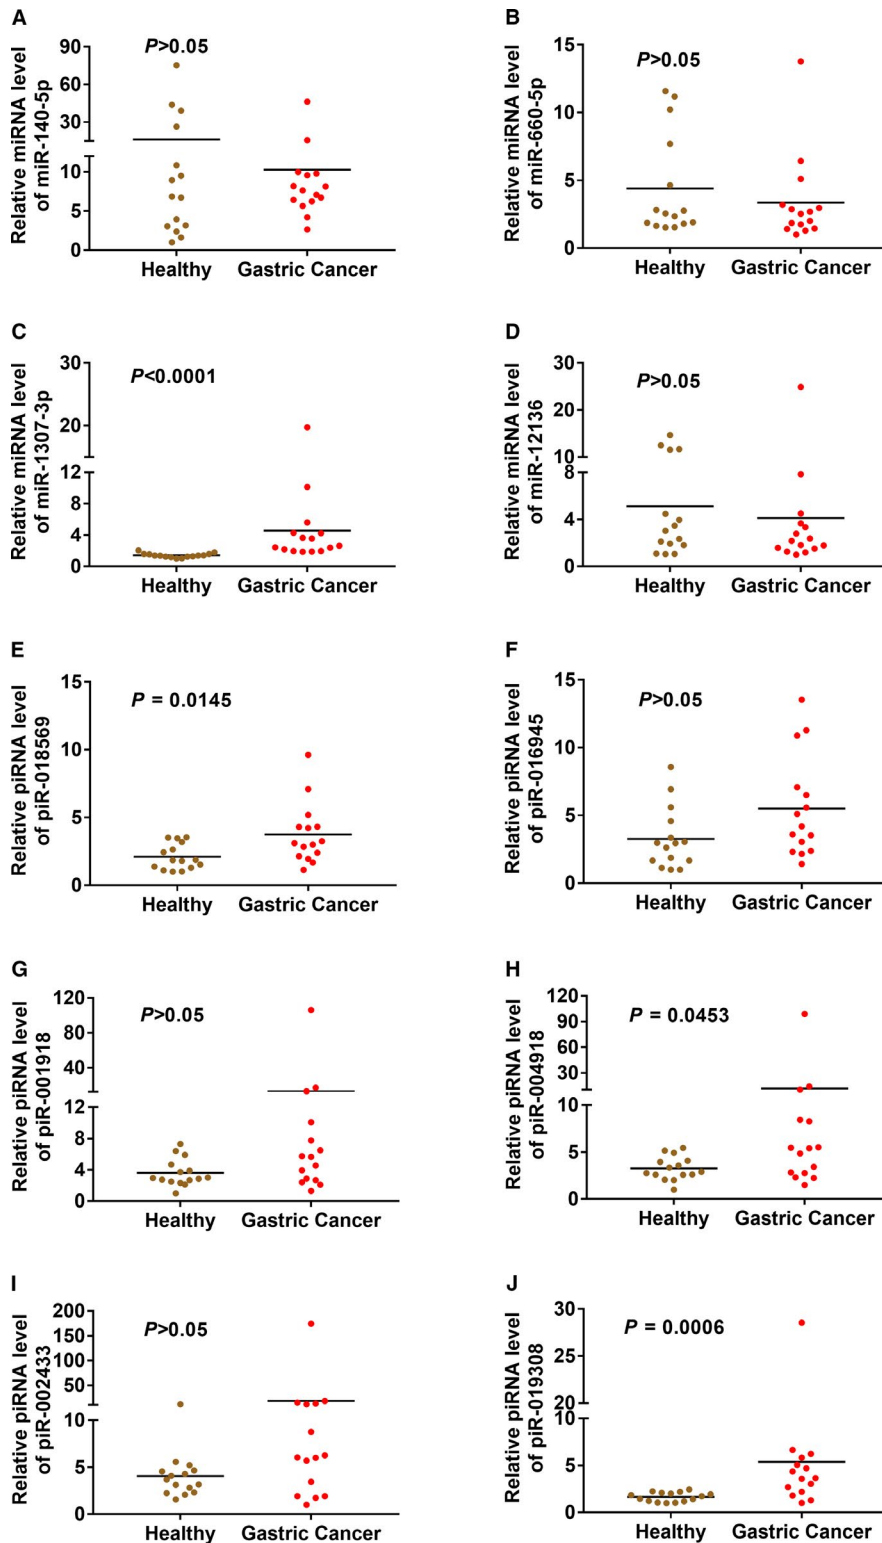 A
Relative miRNA level
of miR-140-5p
90
60
30
10
5
0
P>0.05
Healthy
Gastric Cancer
B
Relative miRNA level
of miR-660-5p
15
10
5
0
P>0.05
Healthy
Gastric Cancer
C
Relative miRNA level
of miR-1307-3p
30
20
12
8
4
0
P<0.0001
Healthy
Gastric Cancer
D
Relative miRNA level
of miR-12136
30
20
10
8
4
0
P>0.05
Healthy
Gastric Cancer
E
Relative piRNA level
of piR-018569
15
10
5
0
P = 0.0145
Healthy
Gastric Cancer
F
Relative piRNA level
of piR-016945
15
10
5
0
P>0.05
Healthy
Gastric Cancer
G
Relative piRNA level
of piR-001918
120
80
40
12
8
4
0
P>0.05
Healthy
Gastric Cancer
H
Relative piRNA level
of piR-004918
120
90
60
30
10
5
0
P = 0.0453
Healthy
Gastric Cancer
I
Relative piRNA level
of piR-002433
200
150
100
50
10
5
0
P>0.05
Healthy
Gastric Cancer
J
Relative piRNA level
of piR-019308
30
25
20
10
5
0
P = 0.0006
Healthy
Gastric Cancer